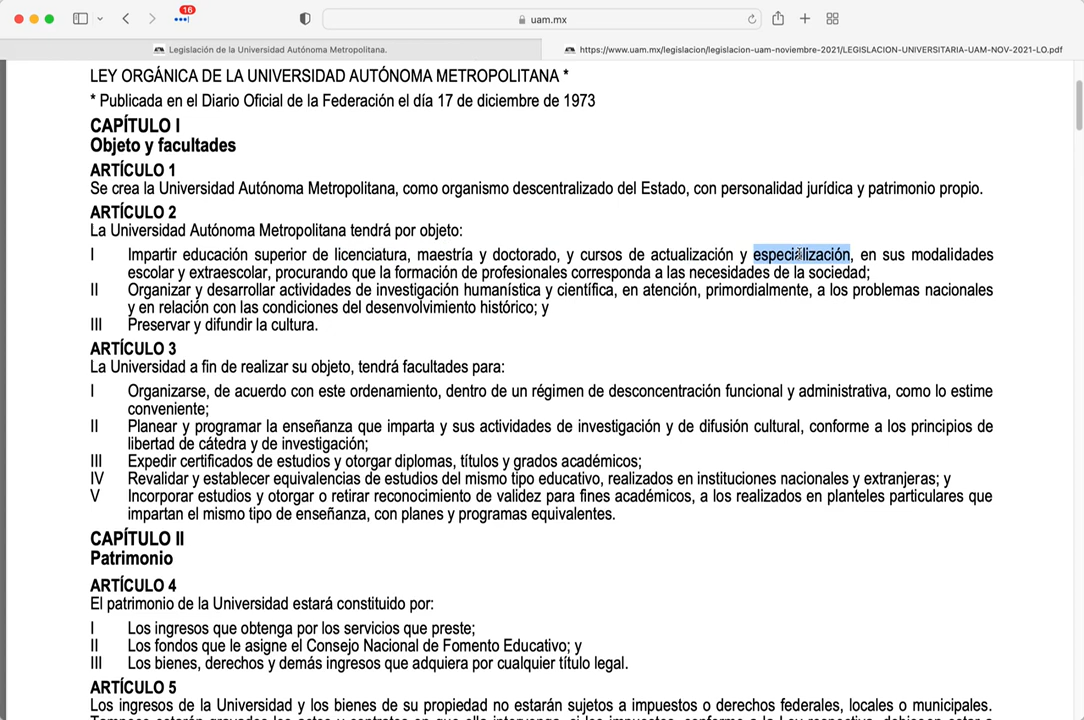 16
uam.mx
Legislación de la Universidad Autónoma Metropolitana.
https://www.uam.mx/legislacion/legislacion-uam-noviembre-2021/LEGISLACION-UNIVERSITARIA-UAM-NOV-2021-LO.pdf
LEY ORGÁNICA DE LA UNIVERSIDAD AUTÓNOMA METROPOLITANA *
* Publicada en el Diario Oficial de la Federación el día 17 de diciembre de 1973
CAPÍTULO I
Objeto y facultades
ARTÍCULO 1
Se crea la Universidad Autónoma Metropolitana, como organismo descentralizado del Estado, con personalidad jurídica y patrimonio propio.
ARTÍCULO 2
La Universidad Autónoma Metropolitana tendrá por objeto:
I Impartir educación superior de licenciatura, maestría y doctorado, y cursos de actualización y especialización, en sus modalidades
escolar y extraescolar, procurando que la formación de profesionales corresponda a las necesidades de la sociedad;
II Organizar y desarrollar actividades de investigación humanística y científica, en atención, primordialmente, a los problemas nacionales
y en relación con las condiciones del desenvolvimiento histórico; y
III Preservar y difundir la cultura.
ARTÍCULO 3
La Universidad a fin de realizar su objeto, tendrá facultades para:
I Organizarse, de acuerdo con este ordenamiento, dentro de un régimen de desconcentración funcional y administrativa, como lo estime
conveniente;
II Planear y programar la enseñanza que imparta y sus actividades de investigación y de difusión cultural, conforme a los principios de
libertad de cátedra y de investigación;
III Expedir certificados de estudios y otorgar diplomas, títulos y grados académicos;
IV Revalidar y establecer equivalencias de estudios del mismo tipo educativo, realizados en instituciones nacionales y extranjeras; y
V Incorporar estudios y otorgar o retirar reconocimiento de validez para fines académicos, a los realizados en planteles particulares que
impartan el mismo tipo de enseñanza, con planes y programas equivalentes.
CAPÍTULO II
Patrimonio
ARTÍCULO 4
El patrimonio de la Universidad estará constituido por:
I Los ingresos que obtenga por los servicios que preste;
II Los fondos que le asigne el Consejo Nacional de Fomento Educativo; y
III Los bienes, derechos y demás ingresos que adquiera por cualquier título legal.
ARTÍCULO 5
Los ingresos de la Universidad y los bienes de su propiedad no estarán sujetos a impuestos o derechos federales, locales o municipales.